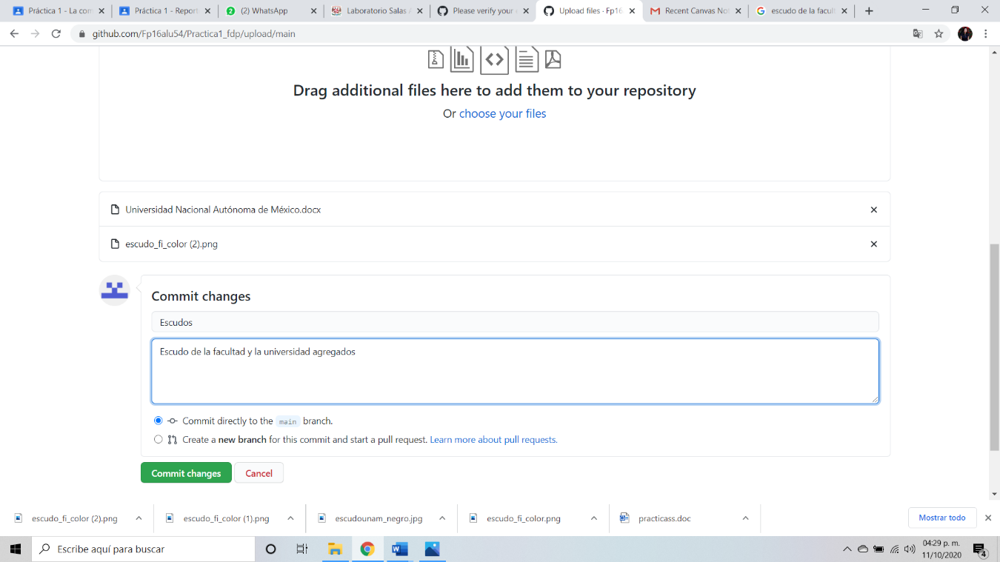 Práctica 1 - La com
Práctica 1 - Report
(2) WhatsApp
Laboratorio Salas A
Please verify your
Upload files · Fp16
Recent Canvas Not
escudo de la facult
github.com/Fp16alu54/Practica1_fdp/upload/main
Drag additional files here to add them to your repository
Or choose your files
Universidad Nacional Autónoma de México.docx
escudo_fi_color (2).png
Commit changes
Escudos
Escudo de la facultad y la universidad agregados
Commit directly to the main branch.
Create a new branch for this commit and start a pull request. Learn more about pull requests.
Commit changes
Cancel
escudo_fi_color (2).png
escudo_fi_color (1).png
escudounam_negro.jpg
escudo_fi_color.png
practicass.doc
Mostrar todo
Escribe aquí para buscar
04:29 p. m.
11/10/2020
4